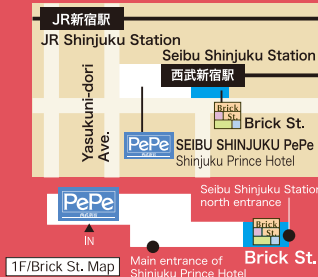 JR新宿駅
JR Shinjuku Station
Seibu Shinjuku Station
西武新宿駅
Yasukuni-dori
Ave.
Brick
St.
Brick St.
PePe
SEIBU SHINJUKU PePe
Shinjuku Prince Hotel
PePe
IN
Seibu Shinjuku Station
north entrance
Brick
St.
Brick St.
Main entrance of
Shinjuku Prince Hotel
1F/Brick St. Map